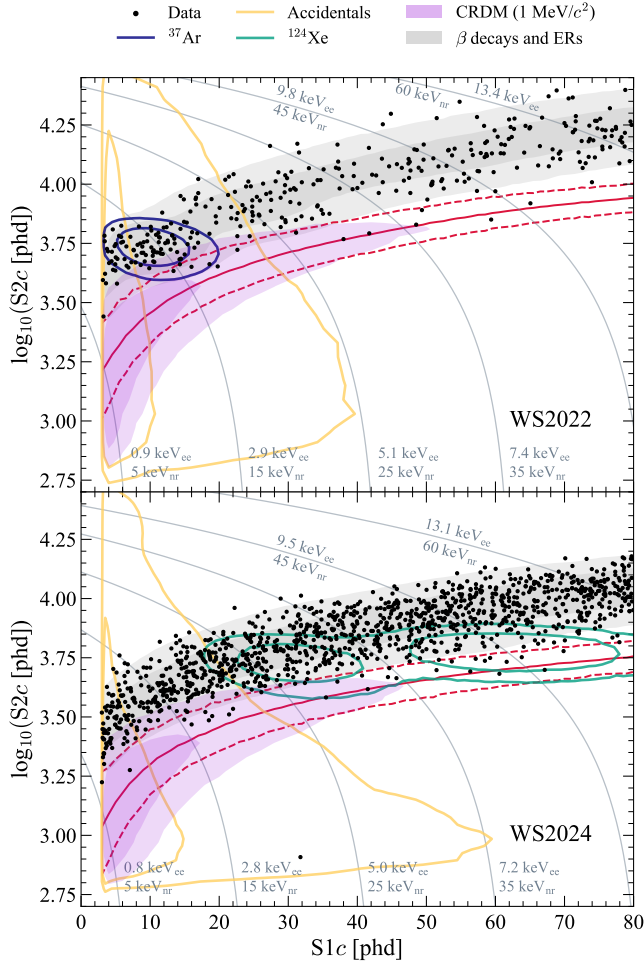 Data Accidentals CRDM (1 MeV/c²)
³⁷Ar ¹²⁴Xe β decays and ERs
9.8 keVₑₑ 60 keVₙᵣ 13.4 keVₑₑ
45 keVₙᵣ
4.25
4.00
3.75
3.50
3.25
3.00
2.75
log₁₀(S2c [phd])
WS2022
0.9 keVₑₑ 2.9 keVₑₑ 5.1 keVₑₑ 7.4 keVₑₑ
5 keVₙᵣ 15 keVₙᵣ 25 keVₙᵣ 35 keVₙᵣ
9.5 keVₑₑ 13.1 keVₑₑ
45 keVₙᵣ 60 keVₙᵣ
4.25
4.00
3.75
3.50
3.25
3.00
2.75
log₁₀(S2c [phd])
WS2024
0.8 keVₑₑ 2.8 keVₑₑ 5.0 keVₑₑ 7.2 keVₑₑ
5 keVₙᵣ 15 keVₙᵣ 25 keVₙᵣ 35 keVₙᵣ
0 10 20 30 40 50 60 70 80
S1c [phd]